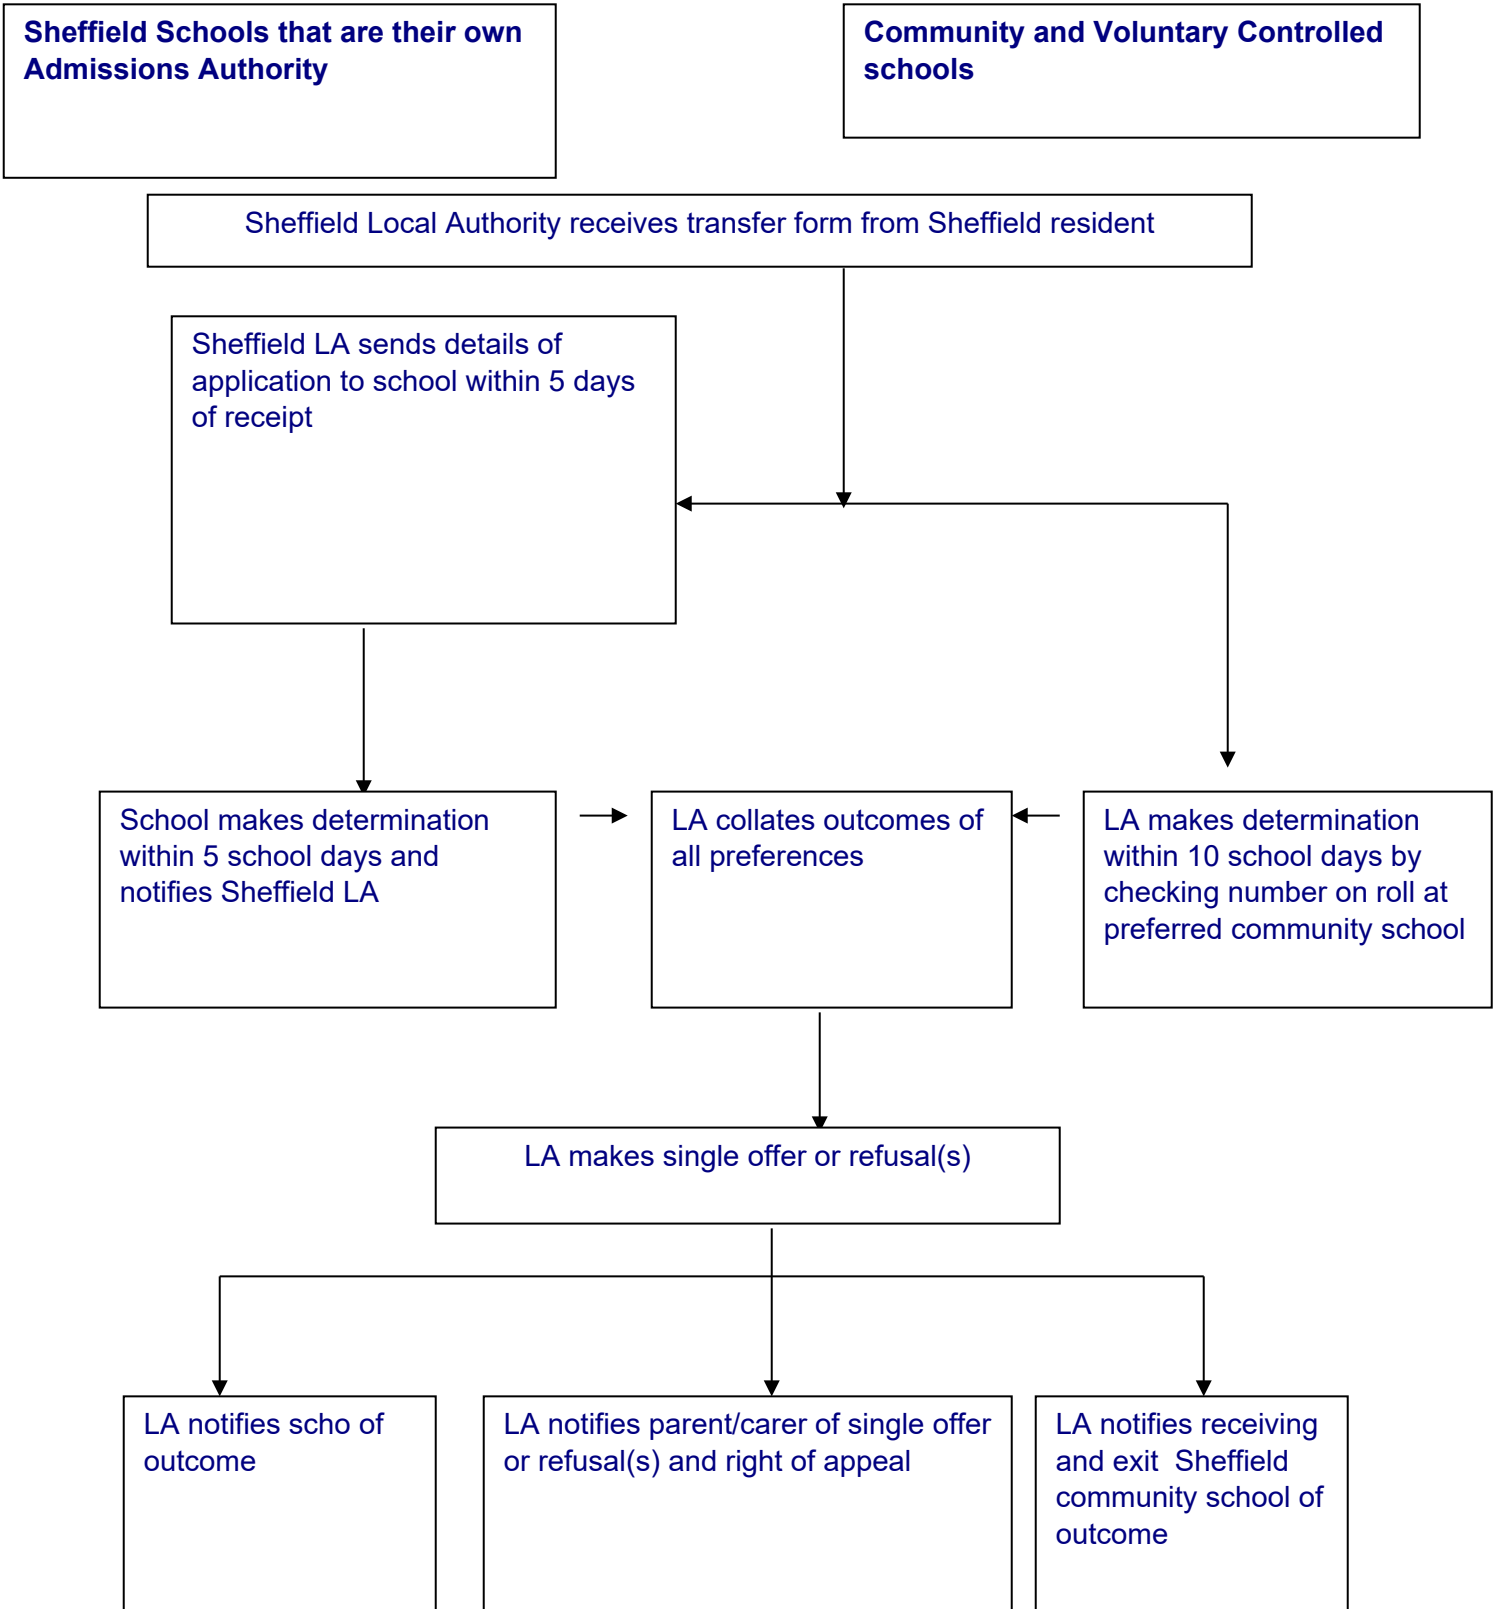 Sheffield Schools that are their own
Admissions Authority
Community and Voluntary Controlled
schools
Sheffield Local Authority receives transfer form from Sheffield resident
Sheffield LA sends details of
application to school within 5 days
of receipt
School makes determination
within 5 school days and
notifies Sheffield LA
LA collates outcomes of
all preferences
LA makes determination
within 10 school days by
checking number on roll at
preferred community school
LA makes single offer or refusal(s)
LA notifies scho of
outcome
LA notifies parent/carer of single offer
or refusal(s) and right of appeal
LA notifies receiving
and exit  Sheffield
community school of
outcome